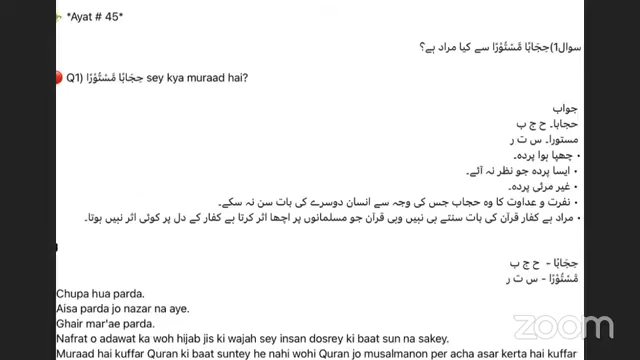 *Ayat # 45*
سوال1)حِجَابًا مَّسْتُوْرًا سے کیا مراد ہے؟
Q1) حِجَابًا مَّسْتُوْرًا sey kya muraad hai?
جواب
حجابا۔ ح ج ب
مستورا۔ س ت ر
• چھپا ہوا پردہ۔
• ایسا پردہ جو نظر نہ آئے۔
• غیر مرئی پردہ۔
• نفرت و عداوت کا وہ حجاب جس کی وجہ سے انسان دوسرے کی بات سن نہ سکے۔
• مراد ہے کفار قرآن کی بات سنتے ہی نہیں وہی قرآن جو مسلمانوں پر اچھا اثر کرتا ہے کفار کے دل پر کوئی اثر نہیں ہوتا۔
حِجَابًا - ح ج ب
مَّسْتُوْرًا - س ت ر
Chupa hua parda.
Aisa parda jo nazar na aye.
Ghair mar'ae parda.
Nafrat o adawat ka woh hijab jis ki wajah sey insan dosrey ki baat sun na sakey.
Muraad hai kuffar Quran ki baat suntey he nahi wohi Quran jo musalmanon per acha asar kerta hai kuffar
zoom